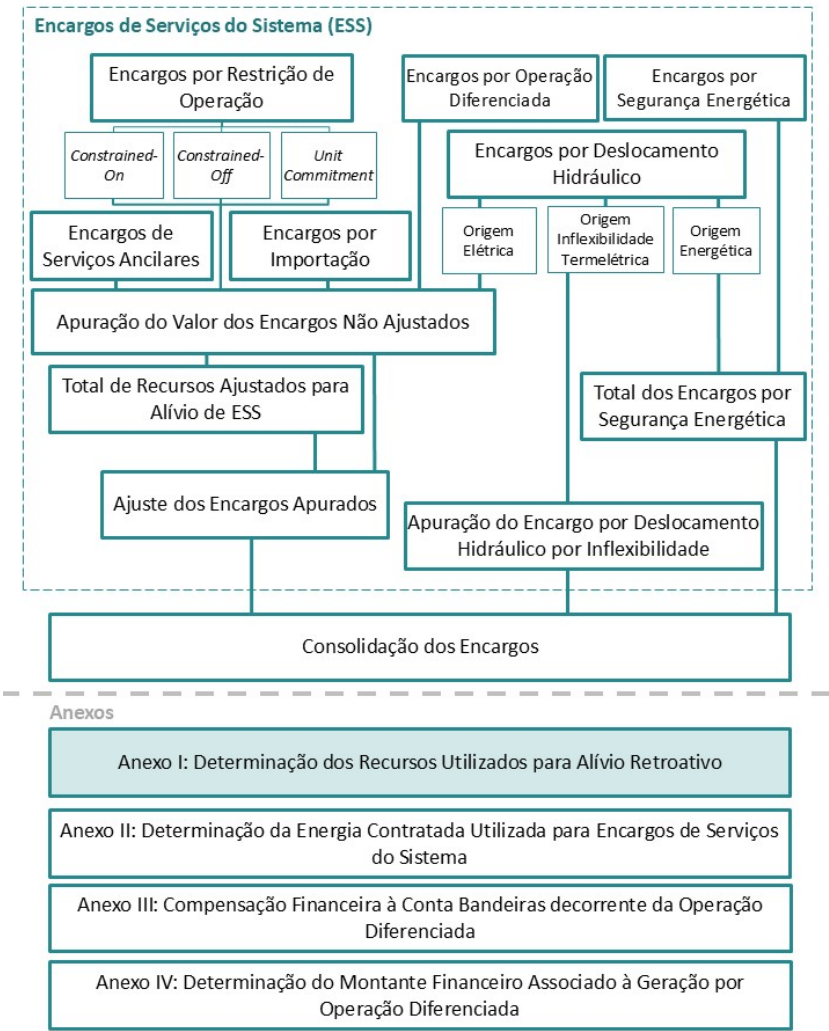 Encargos de Serviços do Sistema (ESS)
Encargos por Restrição de
Operação
Constrained-
On
Constrained-
Off
Unit
Commitment
Encargos por Operação
Diferenciada
Encargos por
Segurança Energética
Encargos por Deslocamento
Hidráulico
Origem
Elétrica
Origem
Inflexibilidade
Termelétrica
Origem
Energética
Encargos de
Serviços Ancilares
Encargos por
Importação
Apuração do Valor dos Encargos Não Ajustados
Total de Recursos Ajustados para
Alívio de ESS
Total dos Encargos por
Segurança Energética
Ajuste dos Encargos Apurados
Apuração do Encargo por Deslocamento
Hidráulico por Inflexibilidade
Consolidação dos Encargos
Anexos
Anexo I: Determinação dos Recursos Utilizados para Alívio Retroativo
Anexo II: Determinação da Energia Contratada Utilizada para Encargos de Serviços
do Sistema
Anexo III: Compensação Financeira à Conta Bandeiras decorrente da Operação
Diferenciada
Anexo IV: Determinação do Montante Financeiro Associado à Geração por
Operação Diferenciada